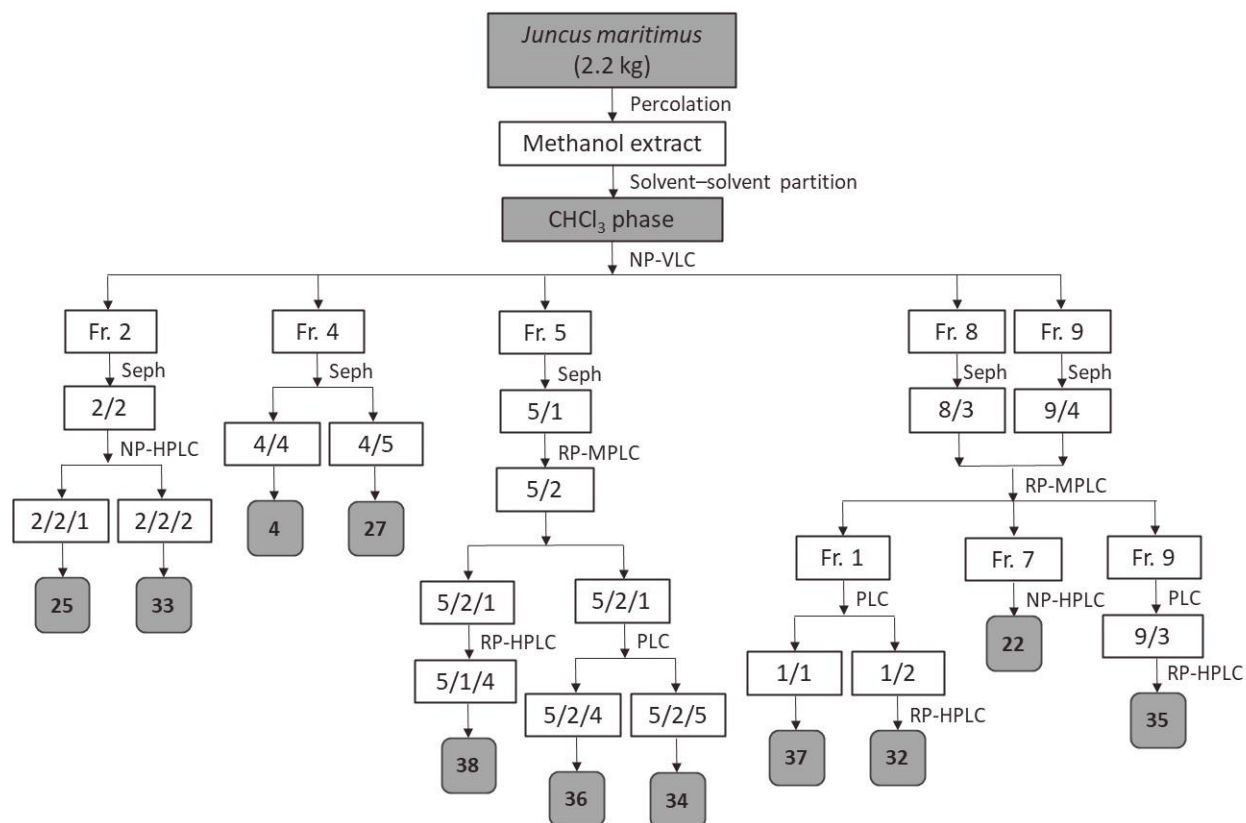 Juncus maritimus
(2.2 kg)
Percolation
Methanol extract
Solvent–solvent partition
CHCl₃ phase
NP-VLC
Fr. 2
Fr. 4
Fr. 5
Fr. 8
Fr. 9
Seph
Seph
Seph
Seph
Seph
2/2
4/4
4/5
5/1
8/3
9/4
NP-HPLC
RP-MPLC
RP-MPLC
2/2/1
2/2/2
4
27
5/2
Fr. 1
Fr. 7
Fr. 9
25
33
5/2/1
5/2/1
PLC
NP-HPLC
PLC
RP-HPLC
PLC
1/1
1/2
22
9/3
5/1/4
RP-HPLC
RP-HPLC
5/2/4
5/2/5
37
32
35
38
36
34